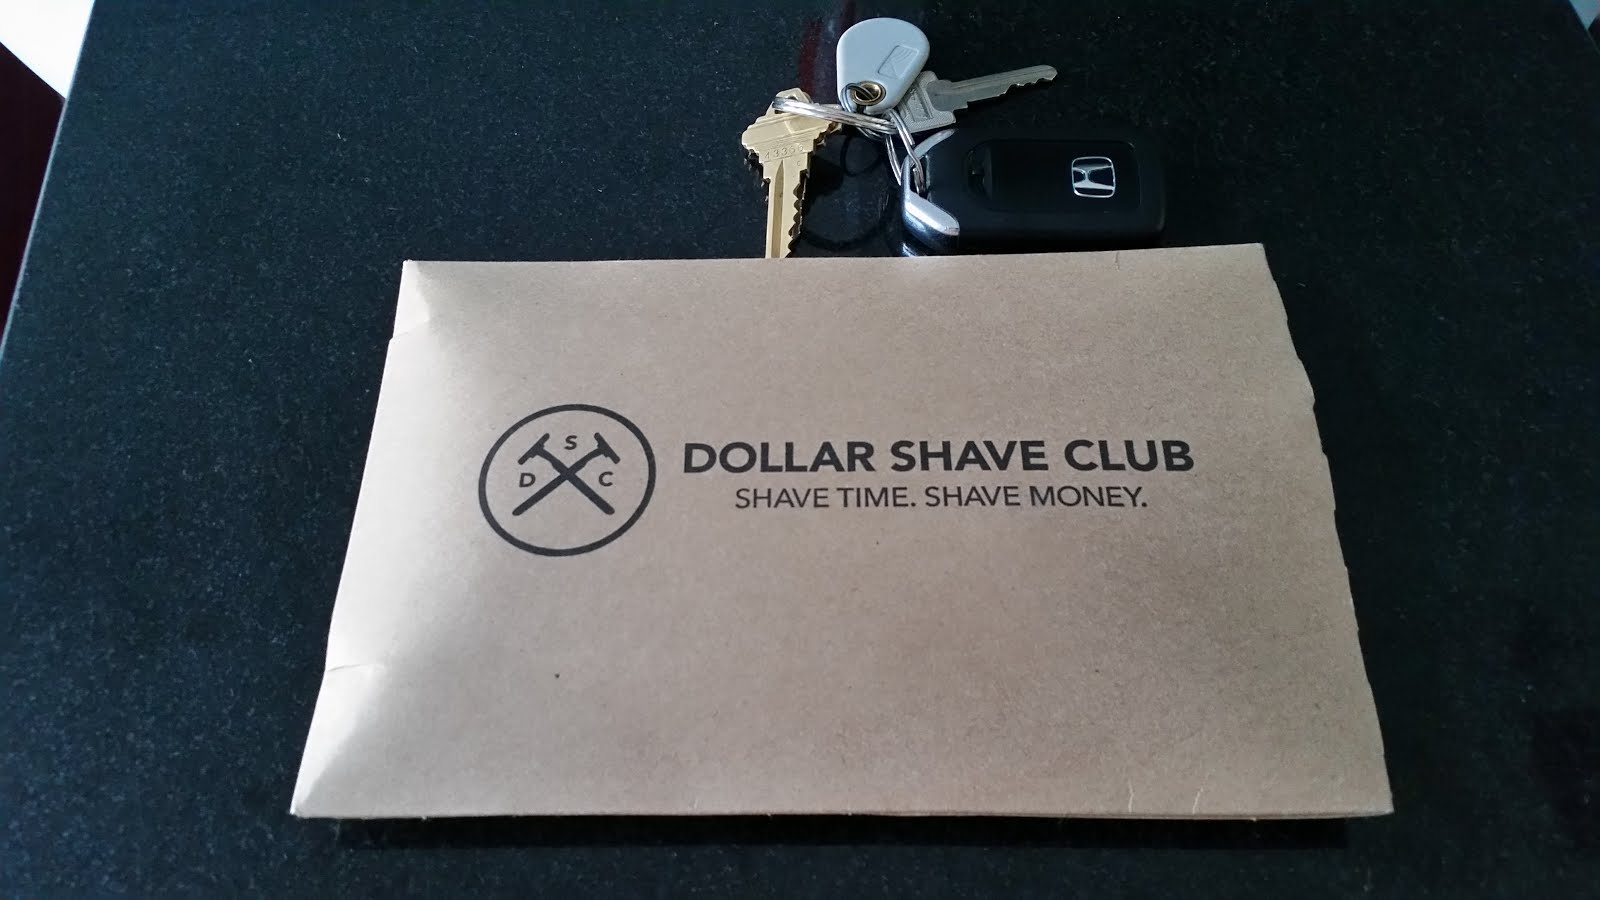 DOLLAR SHAVE CLUB
SHAVE TIME. SHAVE MONEY.
S
D C